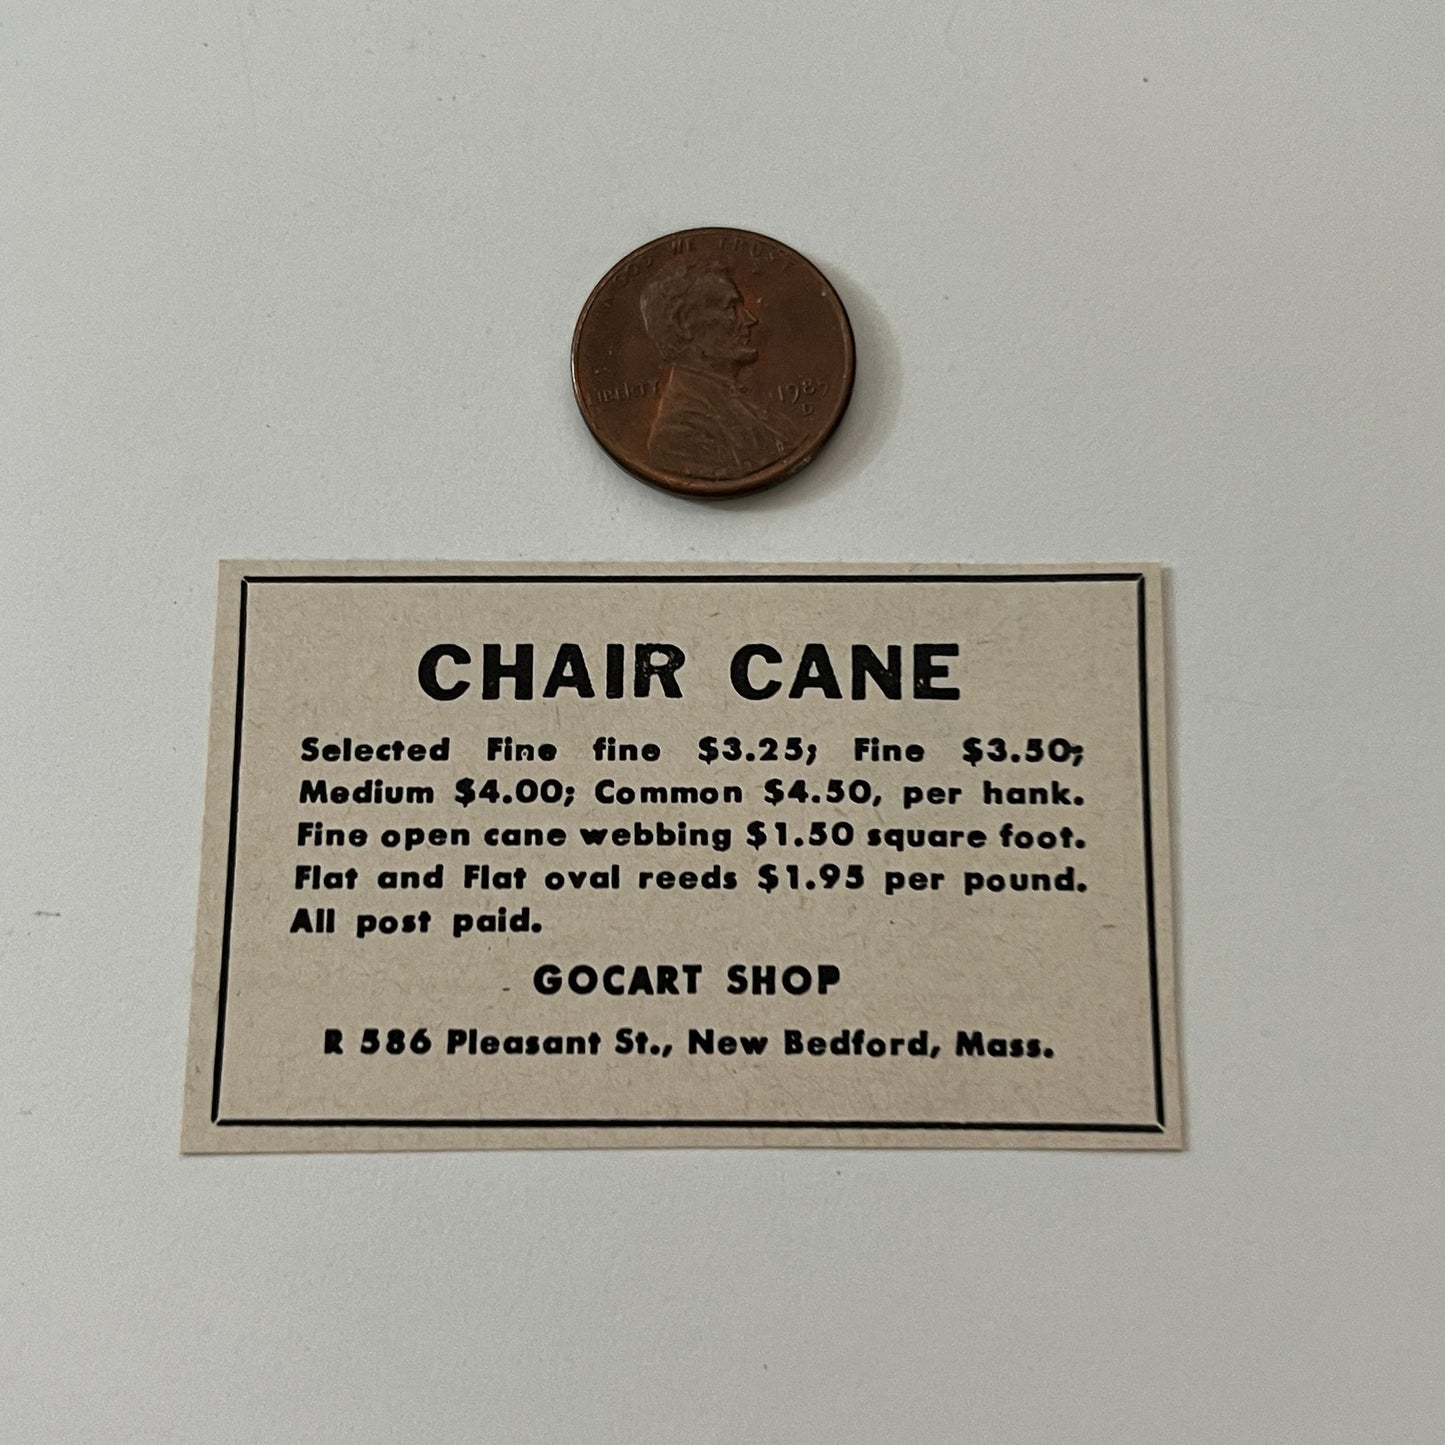 WE TRUST
LIBERTY
D
CHAIR CANE
Selected Fine fine $3.25; Fine $3.50;
Medium $4.00; Common $4.50, per hank.
Fine open cane webbing $1.50 square foot.
Flat and Flat oval reeds $1.95 per pound.
All post paid.
GOCART SHOP
R 586 Pleasant St., New Bedford, Mass.